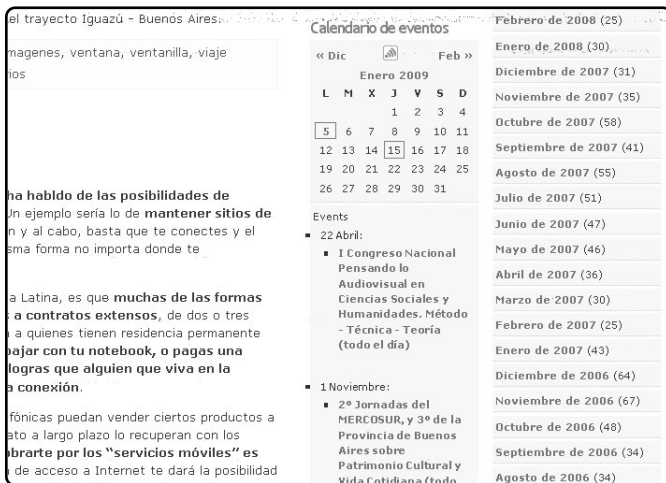 el trayecto Iguazú - Buenos Aires.
magenes, ventana, ventanilla, viaje
rios
ha habldo de las posibilidades de
Un ejemplo sería lo de mantener sitios de
n y al cabo, basta que te conectes y el
sma forma no importa donde te
a Latina, es que muchas de las formas
a contratos extensos, de dos o tres
a quienes tienen residencia permanente
bajar con tu notebook, o pagas una
logras que alguien que viva en la
a conexión.
fónicas puedan vender ciertos productos a
ato a largo plazo lo recuperan con los
obrarte por los “servicios móviles” es
de acceso a Internet te dará la posibilidad
Calendario de eventos
« Dic Feb »
Enero 2009
L M X J V S D
1 2 3 4
5 6 7 8 9 10 11
12 13 14 15 16 17 18
19 20 21 22 23 24 25
26 27 28 29 30 31
Events
22 Abril:
I Congreso Nacional
Pensando lo
Audiovisual en
Ciencias Sociales y
Humanidades. Método
- Técnica - Teoría
(todo el día)
1 Noviembre:
2º Jornadas del
MERCOSUR, y 3º de la
Provincia de Buenos
Aires sobre
Patrimonio Cultural y
Vida Cotidiana (todo
Febrero de 2008 (25)
Enero de 2008 (30)
Diciembre de 2007 (31)
Noviembre de 2007 (35)
Octubre de 2007 (58)
Septiembre de 2007 (41)
Agosto de 2007 (55)
Julio de 2007 (51)
Junio de 2007 (47)
Mayo de 2007 (46)
Abril de 2007 (36)
Marzo de 2007 (30)
Febrero de 2007 (25)
Enero de 2007 (43)
Diciembre de 2006 (64)
Noviembre de 2006 (67)
Octubre de 2006 (48)
Septiembre de 2006 (34)
Agosto de 2006 (34)